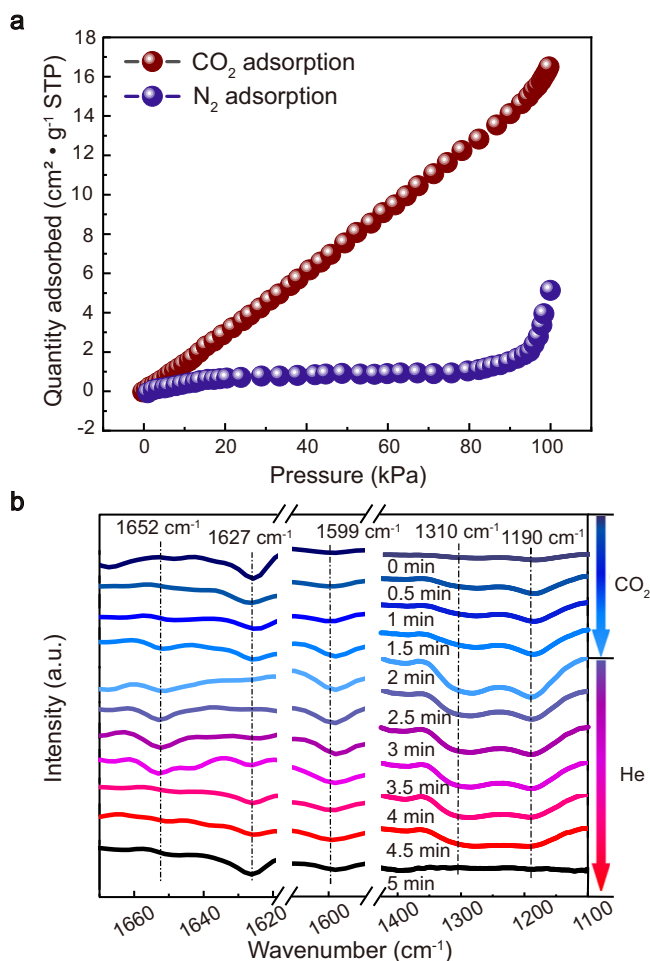 a
18
16
14
12
10
8
6
4
2
0
-2
Quantity adsorbed (cm² • g⁻¹ STP)
CO₂ adsorption
N₂ adsorption
0 20 40 60 80 100
Pressure (kPa)
b
1652 cm⁻¹
1627 cm⁻¹
1599 cm⁻¹
1310 cm⁻¹
1190 cm⁻¹
0 min
0.5 min
1 min
1.5 min
2 min
2.5 min
3 min
3.5 min
4 min
4.5 min
5 min
CO₂
He
Intensity (a.u.)
1660 1640 1620 1600 1400 1300 1200 1100
Wavenumber (cm⁻¹)